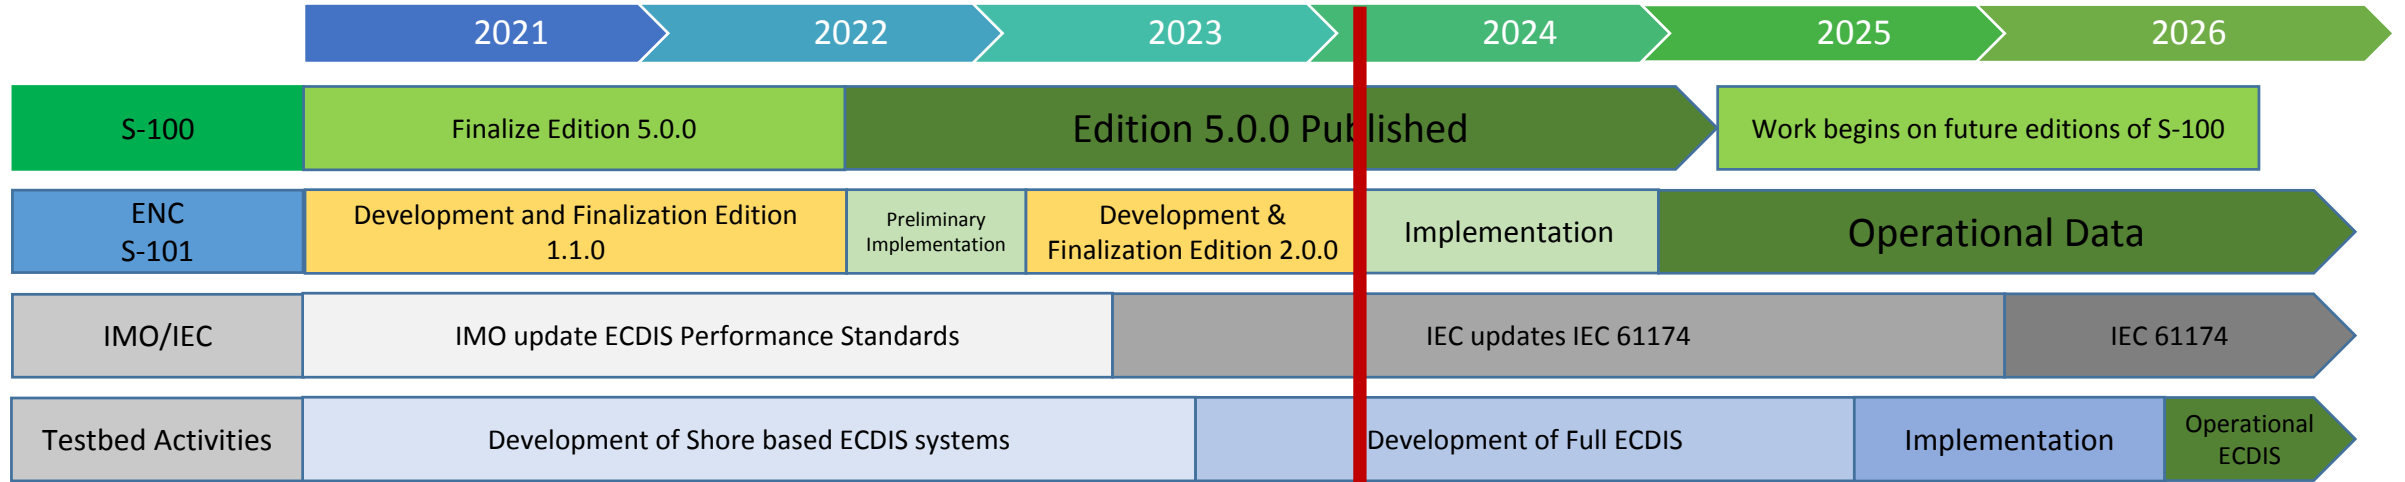 2021 2022 2023 2024 2025 2026
S-100
Finalize Edition 5.0.0
Edition 5.0.0 Published
Work begins on future editions of S-100
ENC
S-101
Development and Finalization Edition
1.1.0
Preliminary
Implementation
Development &
Finalization Edition 2.0.0
Implementation
Operational Data
IMO/IEC
IMO update ECDIS Performance Standards
IEC updates IEC 61174
IEC 61174
Testbed Activities
Development of Shore based ECDIS systems
Development of Full ECDIS
Implementation
Operational
ECDIS